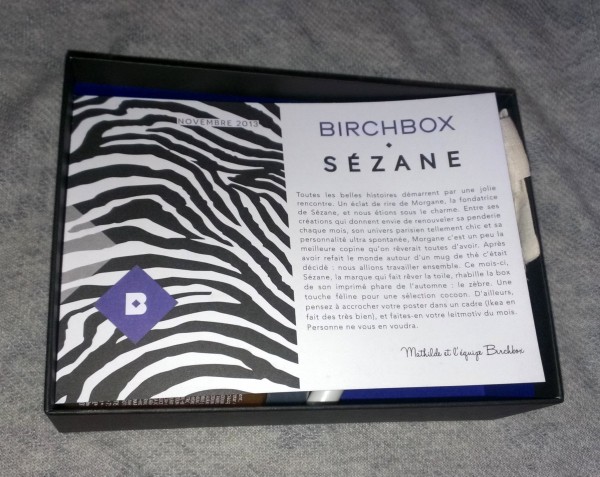 NOVEMBRE 2013
BIRCHBOX
SÉZANE
Toutes les belles histoires démarrent par une jolie
rencontre. Un éclat de rire de Morgane, la fondatrice
de Sézane, et nous étions sous le charme. Entre ses
créations qui donnent envie de renouveler sa penderie
chaque mois, son univers parisien tellement chic et sa
personnalité ultra spontanée, Morgane c'est un peu la
meilleure copine qu'on rêverait toutes d'avoir. Après
avoir refait le monde autour d'un mug de thé c'était
décidé : nous allions travailler ensemble. Ce mois-ci,
Sézane, la marque qui fait rêver la toile, rhabille la box
de son imprimé phare de l'automne : le zèbre. Une
touche féline pour une sélection cocoon. D'ailleurs,
pensez à accrocher votre poster dans un cadre (Ikea en
fait des très bien), et faites-en votre leitmotiv du mois.
Personne ne vous en voudra.
B
Mathilde et l'équipe Birchbox